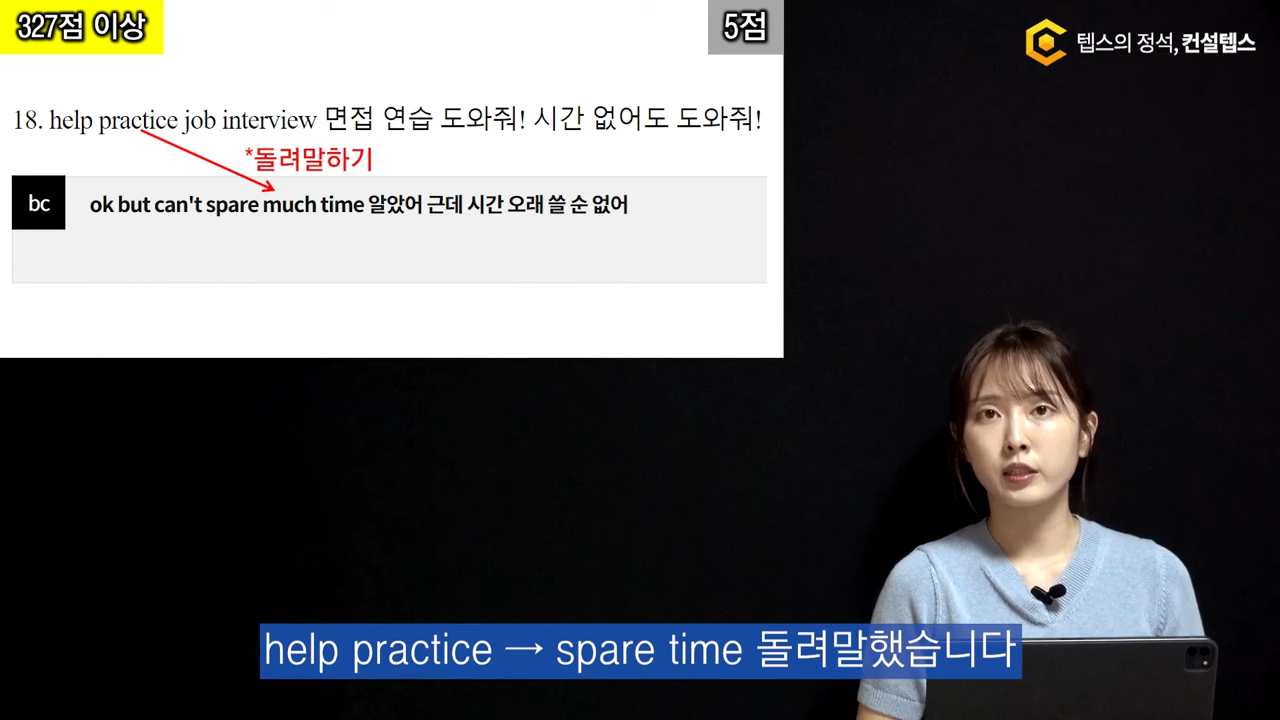 327점 이상
5점
텝스의 정석, 컨설텝스
18. help practice job interview 면접 연습 도와줘! 시간 없어도 도와줘!
*돌려말하기
bc
ok but can't spare much time 알았어 근데 시간 오래 쓸 순 없어
help practice → spare time 돌려말했습니다